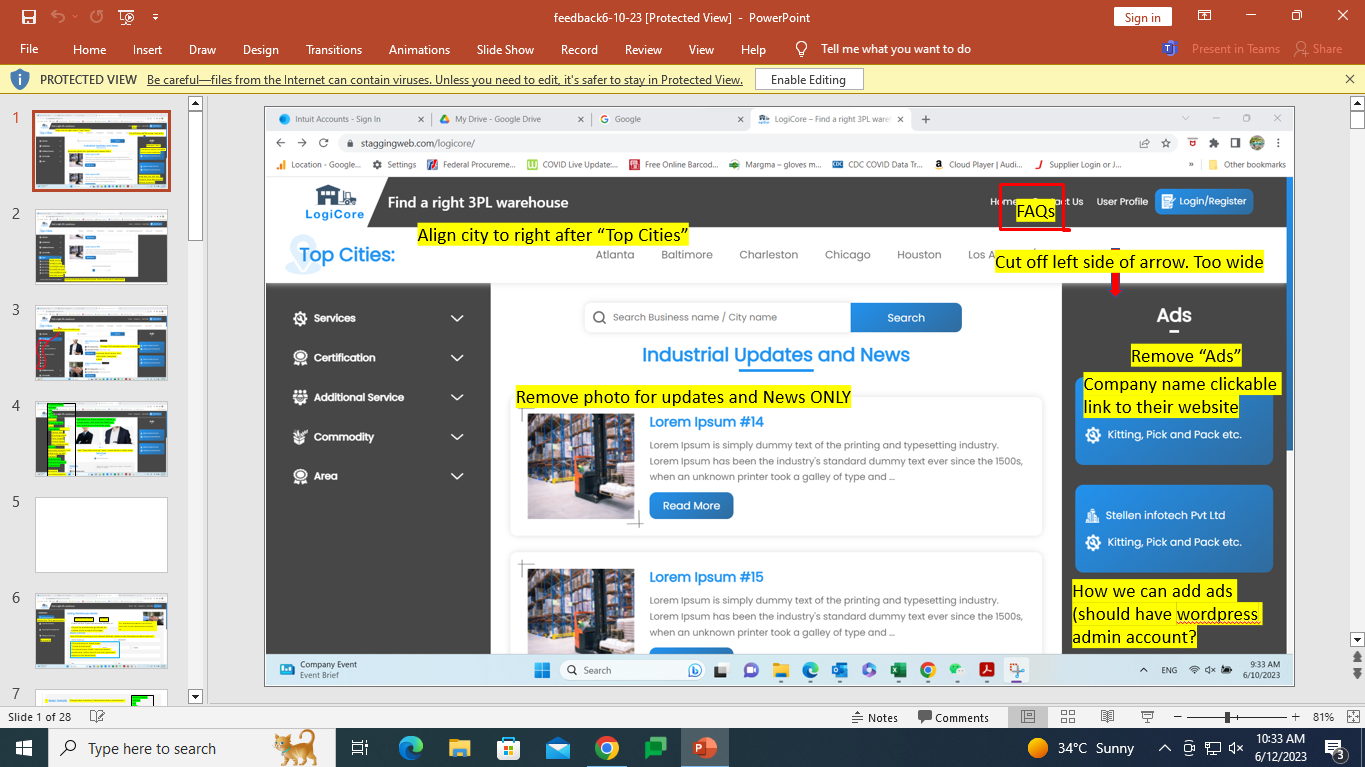 feedback6-10-23 [Protected View] - PowerPoint
Sign in
File Home Insert Draw Design Transitions Animations Slide Show Record Review View Help Tell me what you want to do Present in Teams Share
PROTECTED VIEW Be careful—files from the Internet can contain viruses. Unless you need to edit, it's safer to stay in Protected View. Enable Editing
1
2
3
4
5
6
7
Intuit Accounts - Sign In My Drive - Google Drive Google LogiCore – Find a right 3PL ware
staggingweb.com/logicore/
Location - Google... Settings Federal Procureme... COVID Live Update:... Free Online Barcod... Margma – gloves m... CDC COVID Data Tr... Cloud Player | Audi... Supplier Login or J... » Other bookmarks
LogiCore
Find a right 3PL warehouse
Home Us User Profile Login/Register
FAQs
Align city to right after “Top Cities”
Top Cities:
Atlanta Baltimore Charleston Chicago Houston Los A
Cut off left side of arrow. Too wide
Services
Certification
Additional Service
Commodity
Area
Search Business name / City name Search
Industrial Updates and News
Remove photo for updates and News ONLY
Lorem Ipsum #14
Lorem Ipsum is simply dummy text of the printing and typesetting industry.
Lorem Ipsum has been the industry's standard dummy text ever since the 1500s,
when an unknown printer took a galley of type and ...
Read More
Lorem Ipsum #15
Lorem Ipsum is simply dummy text of the printing and typesetting industry.
Lorem Ipsum has been the industry's standard dummy text ever since the 1500s,
when an unknown printer took a galley of type and ...
Ads
Remove “Ads”
Company name clickable
link to their website
Kitting, Pick and Pack etc.
Stellen infotech Pvt Ltd
Kitting, Pick and Pack etc.
How we can add ads
(should have wordpress
admin account?
Company Event
Event Brief
Search
ENG
9:33 AM
6/10/2023
Slide 1 of 28
Notes Comments 81%
Type here to search
34°C Sunny
10:33 AM
6/12/2023
3